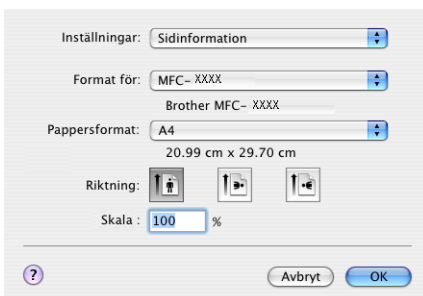 Inställningar: Sidinformation
Format för: MFC- XXXX
Brother MFC- XXXX
Pappersformat: A4
20.99 cm x 29.70 cm
Riktning:
Skala : 100 %
? Avbryt OK